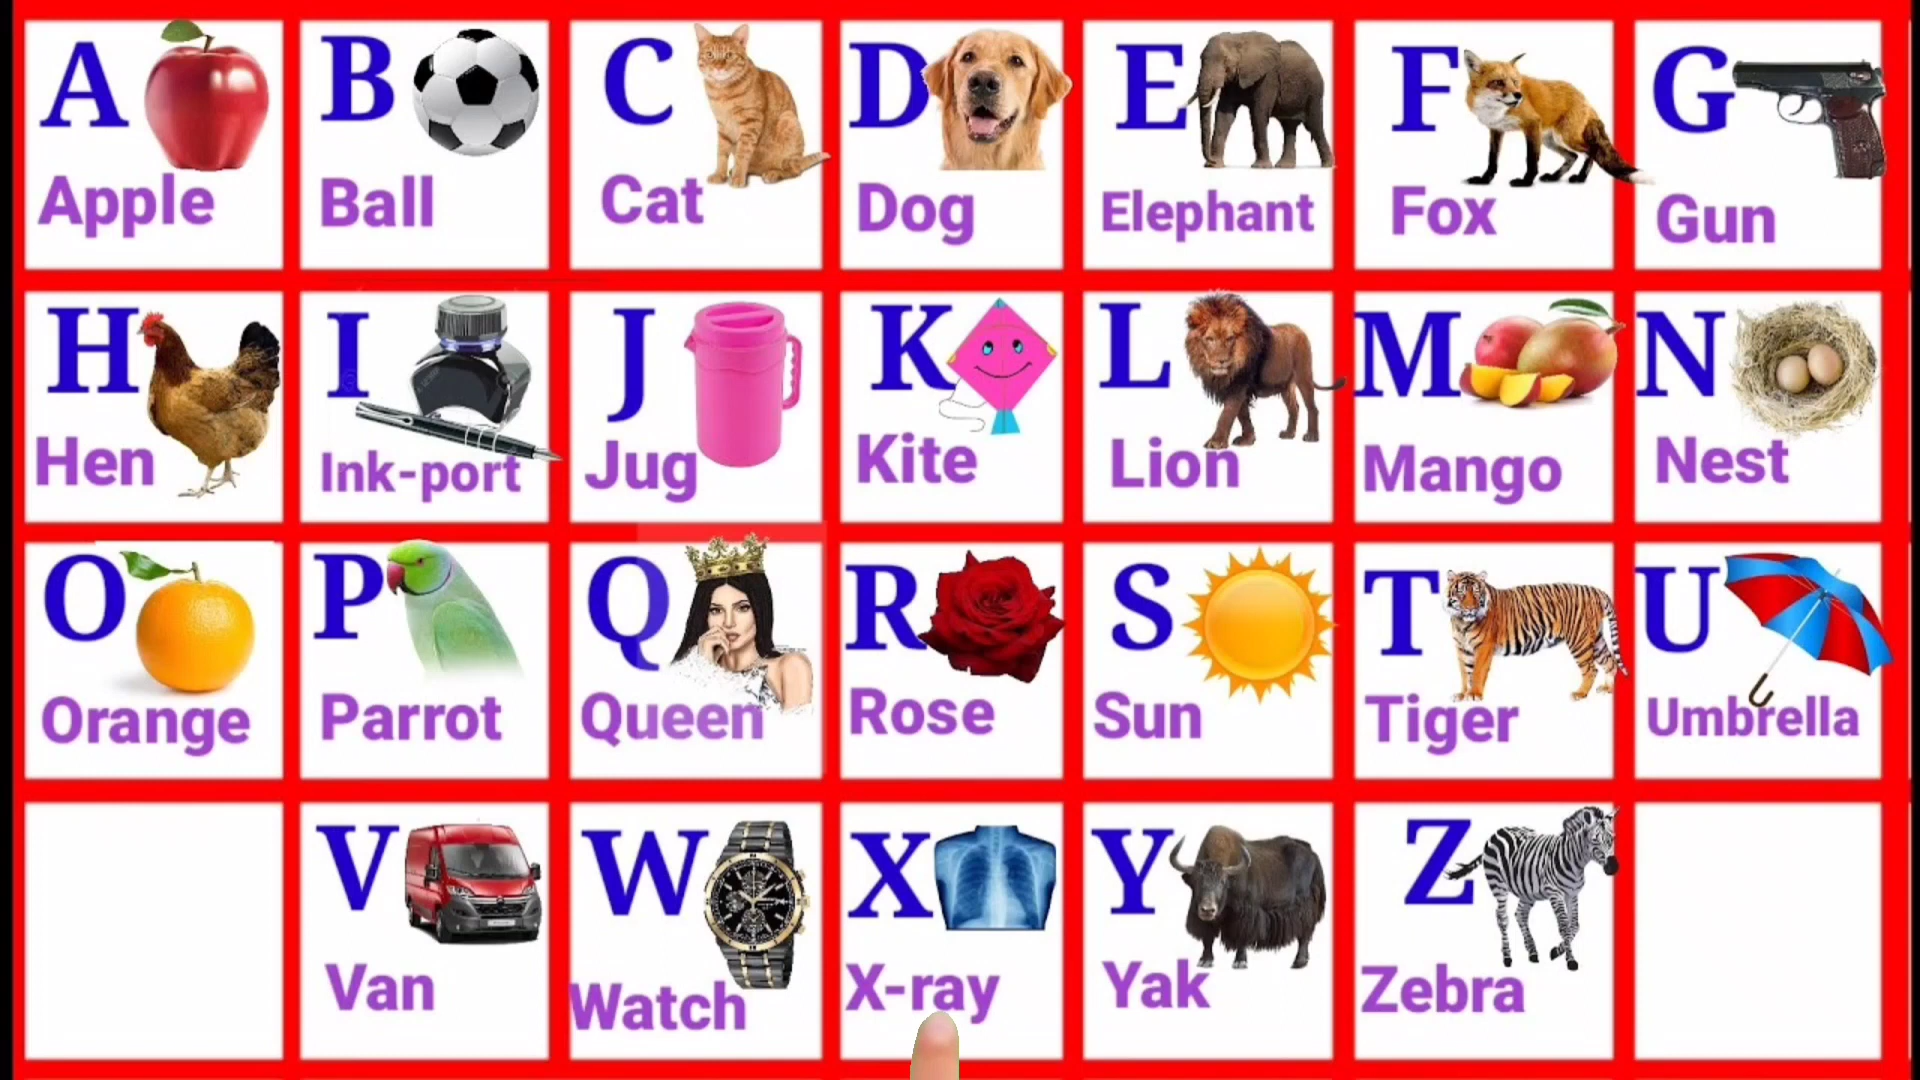 A
Apple
B
Ball
C
Cat
D
Dog
E
Elephant
F
Fox
G
Gun
H
Hen
I
Ink-port
J
Jug
K
Kite
L
Lion
M
Mango
N
Nest
O
Orange
P
Parrot
Q
Queen
R
Rose
S
Sun
T
Tiger
U
Umbrella
V
Van
W
Watch
X
X-ray
Y
Yak
Z
Zebra